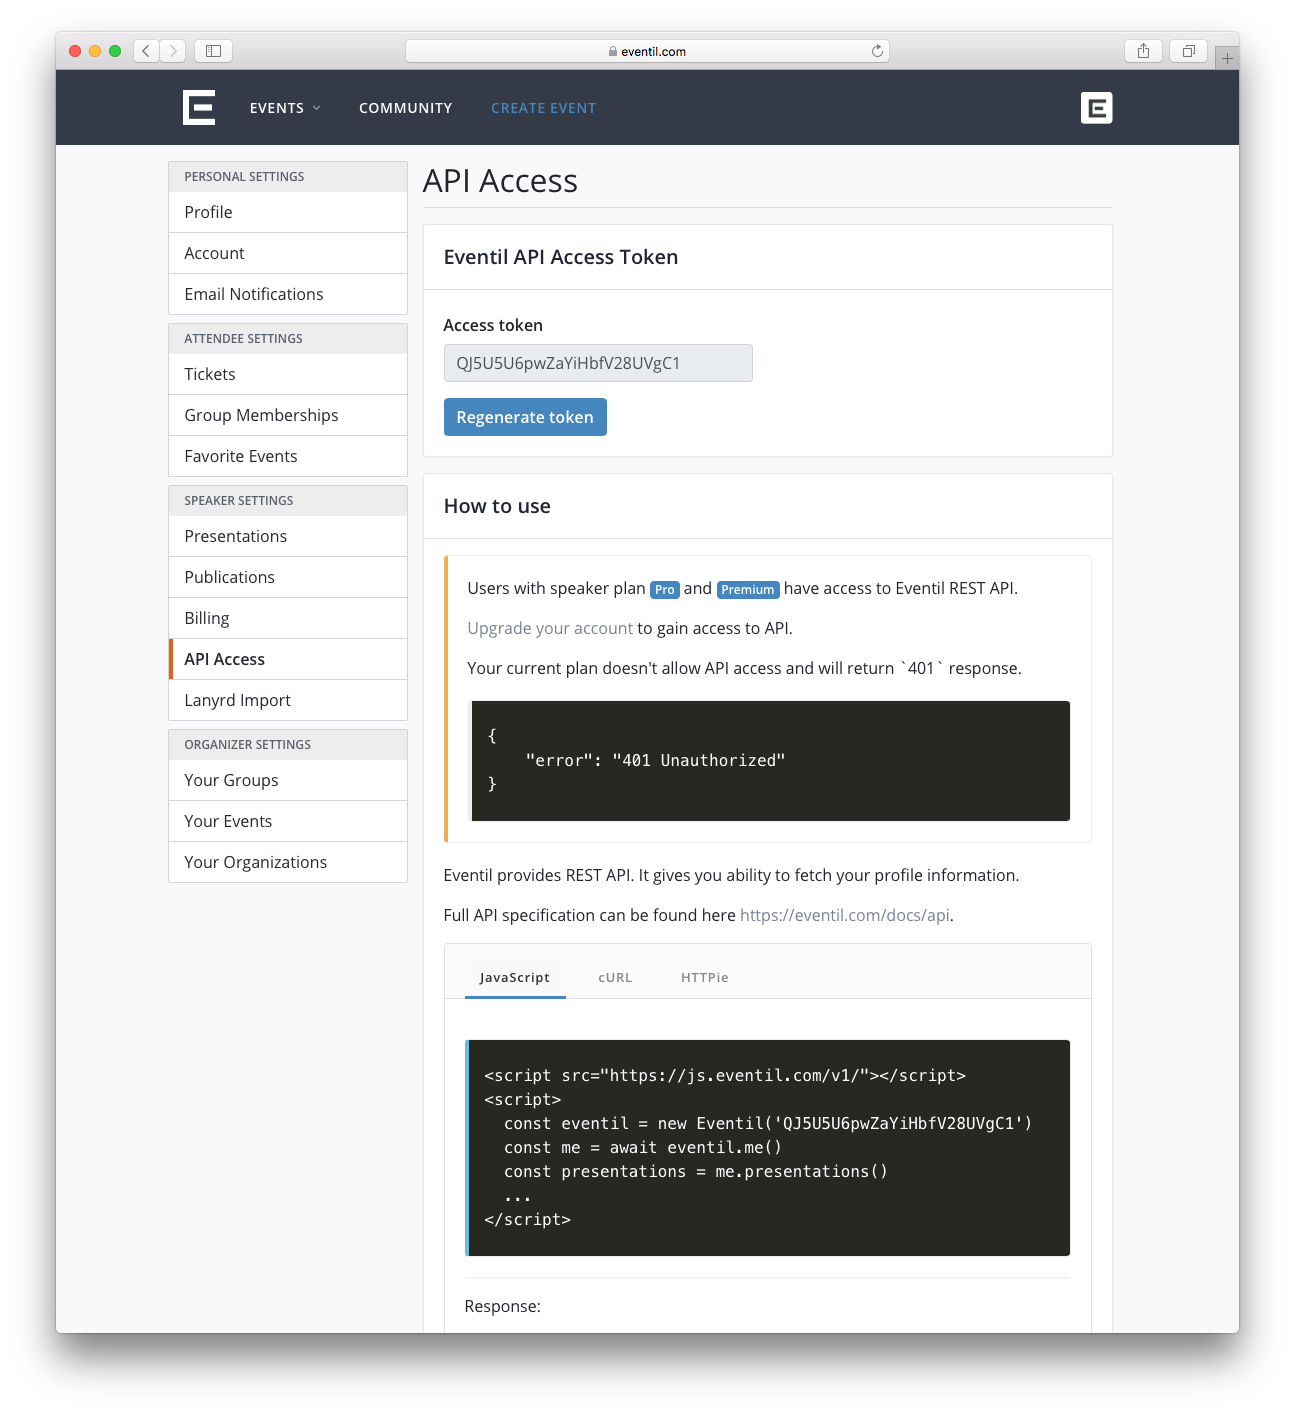 eventil.com
EVENTS
COMMUNITY
CREATE EVENT
PERSONAL SETTINGS
Profile
Account
Email Notifications
ATTENDEE SETTINGS
Tickets
Group Memberships
Favorite Events
SPEAKER SETTINGS
Presentations
Publications
Billing
API Access
Lanyrd Import
ORGANIZER SETTINGS
Your Groups
Your Events
Your Organizations
API Access
Eventil API Access Token
Access token
QJ5U5U6pwZaYiHbfV28UVgC1
Regenerate token
How to use
Users with speaker plan Pro and Premium have access to Eventil REST API.
Upgrade your account to gain access to API.
Your current plan doesn't allow API access and will return `401` response.
{
    "error": "401 Unauthorized"
}
Eventil provides REST API. It gives you ability to fetch your profile information.
Full API specification can be found here https://eventil.com/docs/api.
JavaScript cURL HTTPie
<script src="https://js.eventil.com/v1/"></script>
<script>
  const eventil = new Eventil('QJ5U5U6pwZaYiHbfV28UVgC1')
  const me = await eventil.me()
  const presentations = me.presentations()
  ...
</script>
Response: